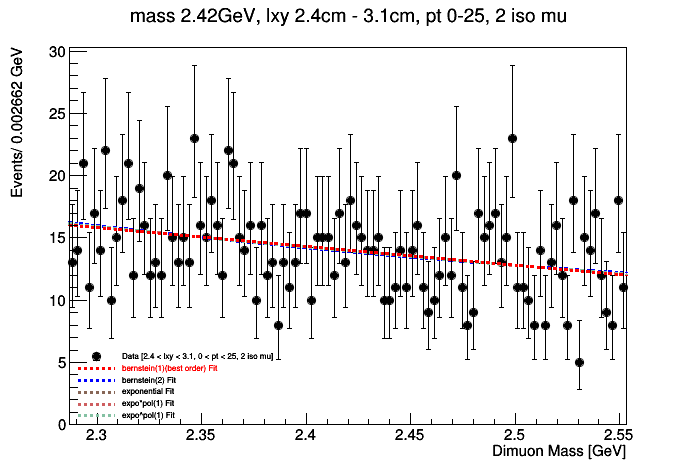 mass 2.42GeV, lxy 2.4cm - 3.1cm, pt 0-25, 2 iso mu
Events/ 0.002662 GeV
30
25
20
15
10
5
0
Data [2.4 < lxy < 3.1, 0 < pt < 25, 2 iso mu]
bernstein(1)(best order) Fit
bernstein(2) Fit
exponential Fit
expo*pol(1) Fit
expo^pol(1) Fit
2.3 2.35 2.4 2.45 2.5 2.55
Dimuon Mass [GeV]